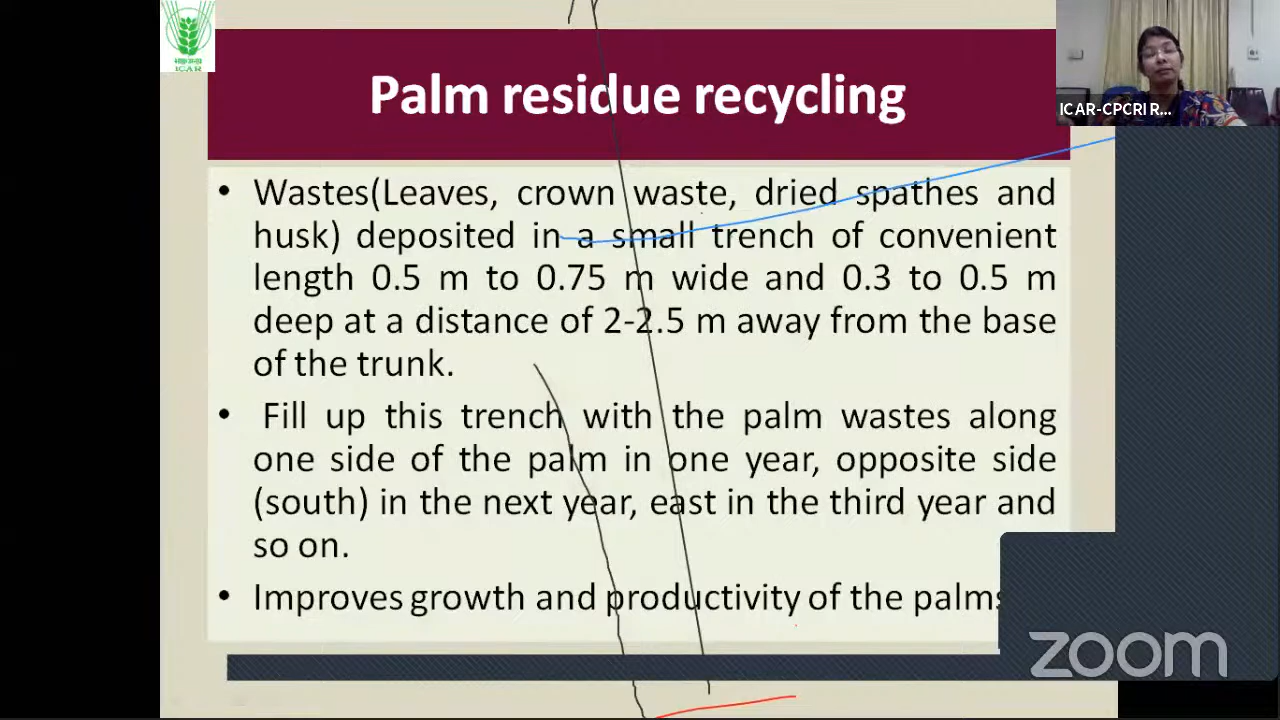 ICAR
Palm residue recycling
ICAR-CPCRI R...
• Wastes(Leaves, crown waste, dried spathes and
husk) deposited in a small trench of convenient
length 0.5 m to 0.75 m wide and 0.3 to 0.5 m
deep at a distance of 2-2.5 m away from the base
of the trunk.
• Fill up this trench with the palm wastes along
one side of the palm in one year, opposite side
(south) in the next year, east in the third year and
so on.
• Improves growth and productivity of the palms
zoom